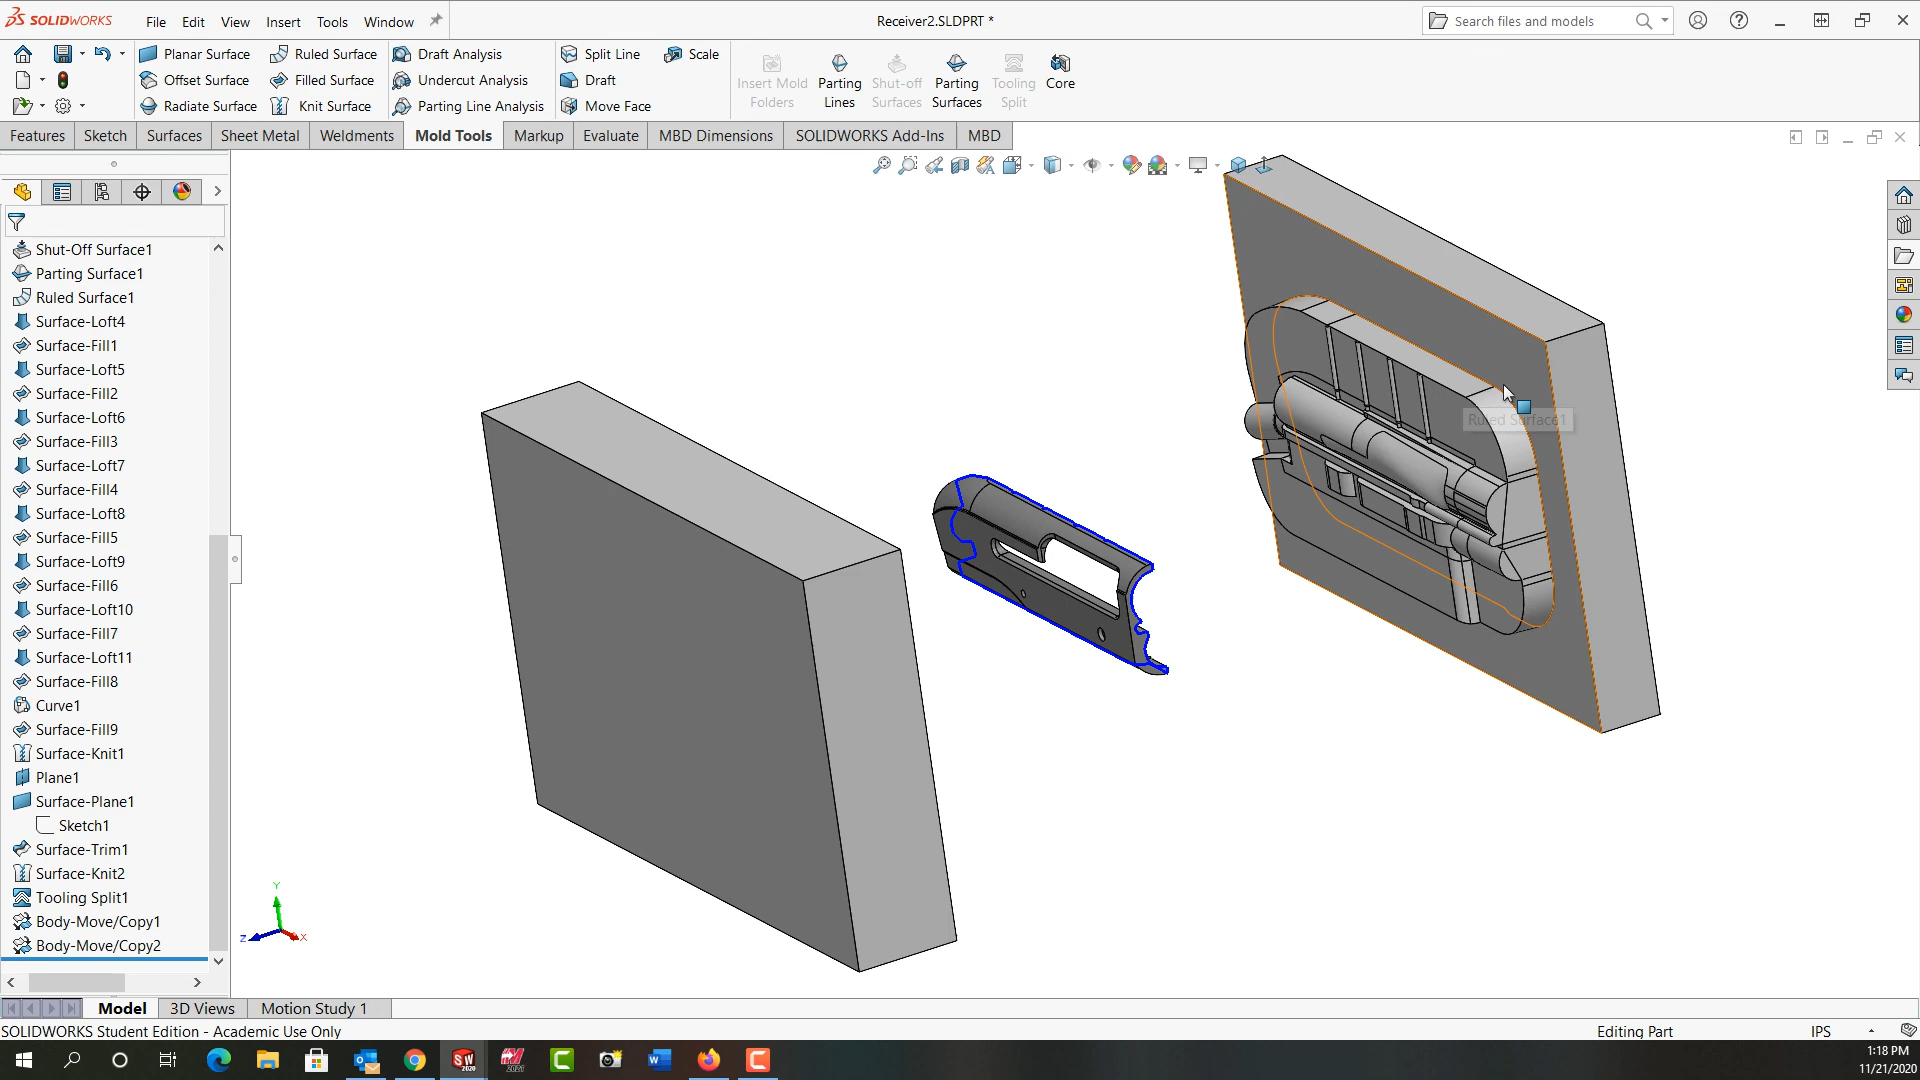 SOLIDWORKS File Edit View Insert Tools Window Receiver2.SLDPRT * Search files and models
Planar Surface Ruled Surface Draft Analysis Split Line Scale
Offset Surface Filled Surface Undercut Analysis Draft
Radiate Surface Knit Surface Parting Line Analysis Move Face
Insert Mold Folders
Parting Lines
Shut-off Surfaces
Parting Surfaces
Tooling Split
Core
Features Sketch Surfaces Sheet Metal Weldments Mold Tools Markup Evaluate MBD Dimensions SOLIDWORKS Add-Ins MBD
Shut-Off Surface1
Parting Surface1
Ruled Surface1
Surface-Loft4
Surface-Fill1
Surface-Loft5
Surface-Fill2
Surface-Loft6
Surface-Fill3
Surface-Loft7
Surface-Fill4
Surface-Loft8
Surface-Fill5
Surface-Loft9
Surface-Fill6
Surface-Loft10
Surface-Fill7
Surface-Loft11
Surface-Fill8
Curve1
Surface-Fill9
Surface-Knit1
Plane1
Surface-Plane1
Sketch1
Surface-Trim1
Surface-Knit2
Tooling Split1
Body-Move/Copy1
Body-Move/Copy2
Ruled Surface1
Y
Z
X
Model 3D Views Motion Study 1
SOLIDWORKS Student Edition - Academic Use Only Editing Part IPS
1:18 PM
11/21/2020